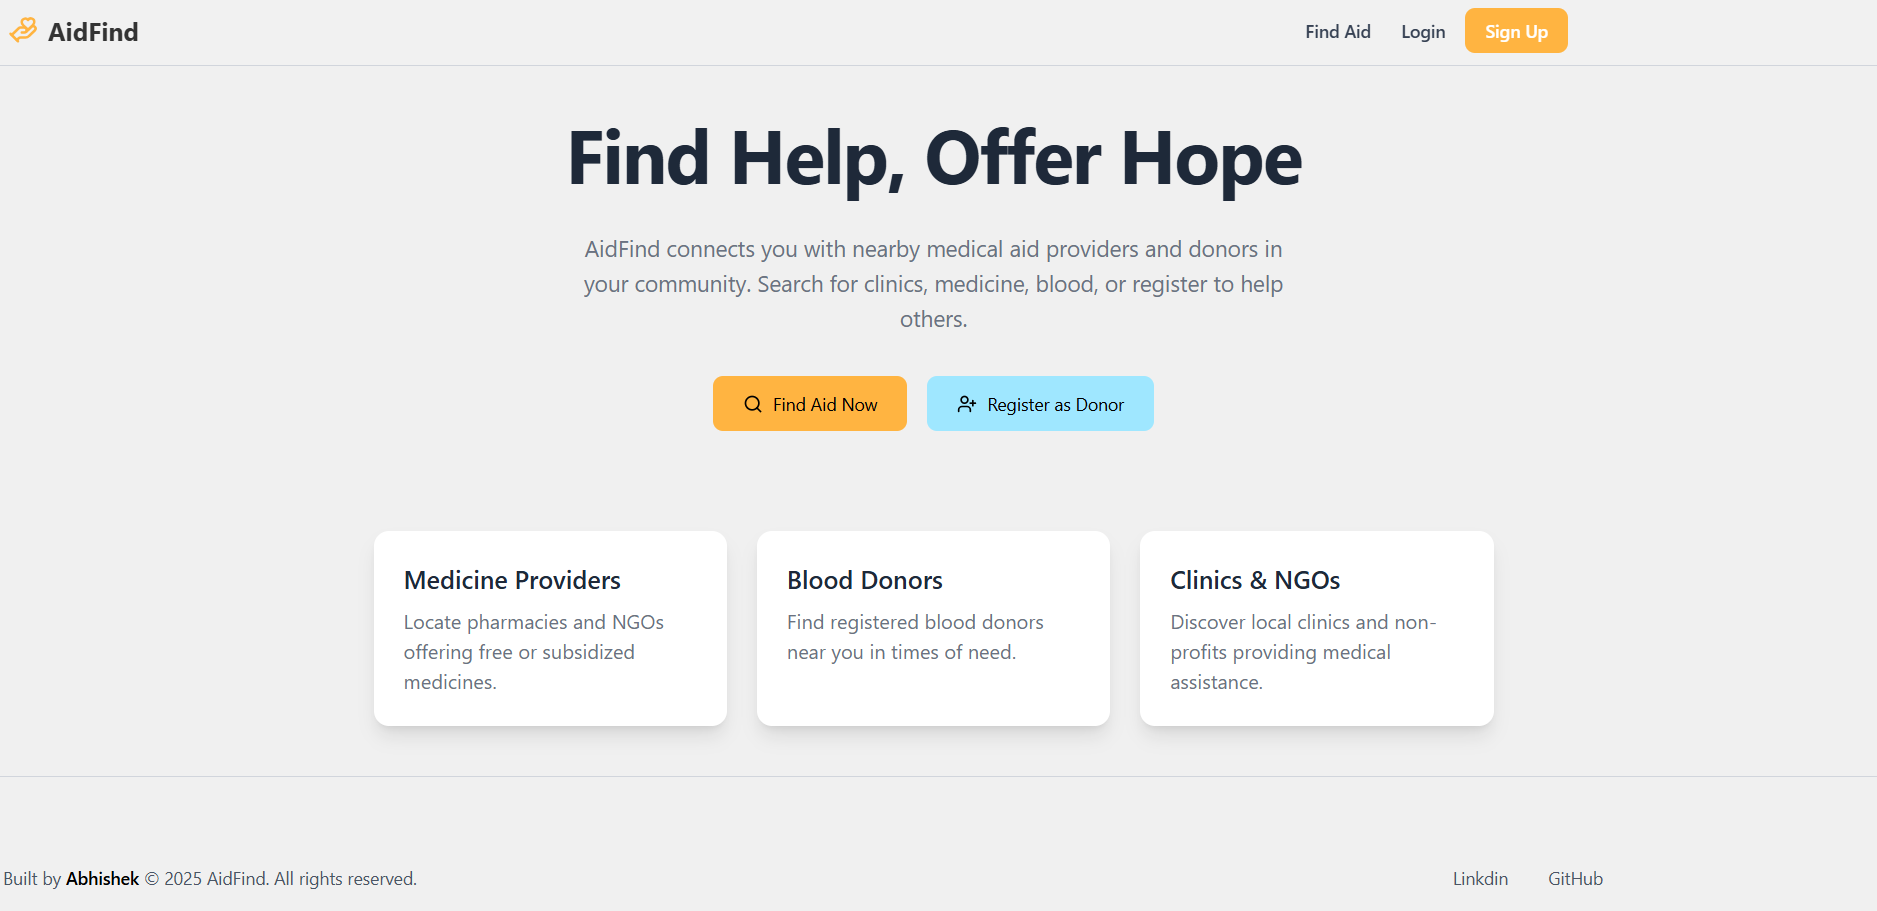 AidFind
Find Aid
Login
Sign Up
Find Help, Offer Hope
AidFind connects you with nearby medical aid providers and donors in
your community. Search for clinics, medicine, blood, or register to help
others.
Find Aid Now
Register as Donor
Medicine Providers
Locate pharmacies and NGOs
offering free or subsidized
medicines.
Blood Donors
Find registered blood donors
near you in times of need.
Clinics & NGOs
Discover local clinics and non-
profits providing medical
assistance.
Built by Abhishek © 2025 AidFind. All rights reserved.
Linkdin
GitHub